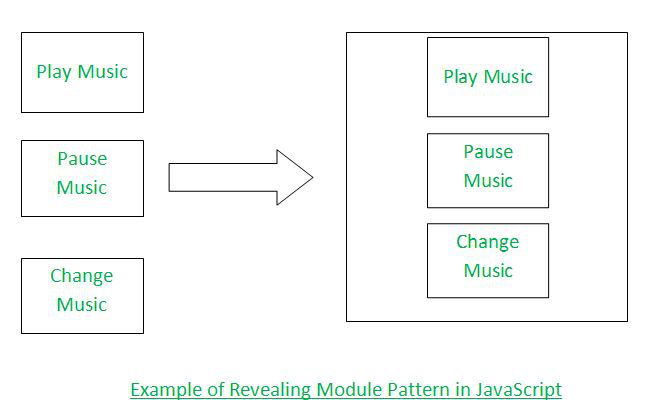 Play Music
Pause
Music
Change
Music
Play Music
Pause
Music
Change
Music
Example of Revealing Module Pattern in JavaScript